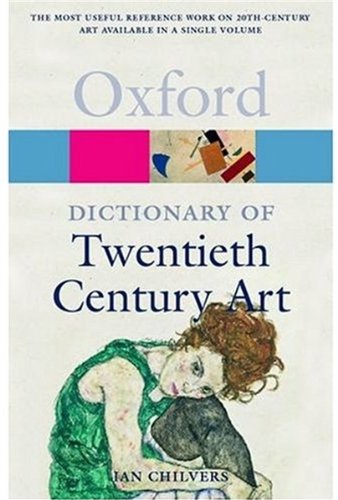 THE MOST USEFUL REFERENCE WORK ON 20TH-CENTURY
ART AVAILABLE IN A SINGLE VOLUME
Oxford
DICTIONARY OF
Twentieth
Century Art
IAN CHILVERS